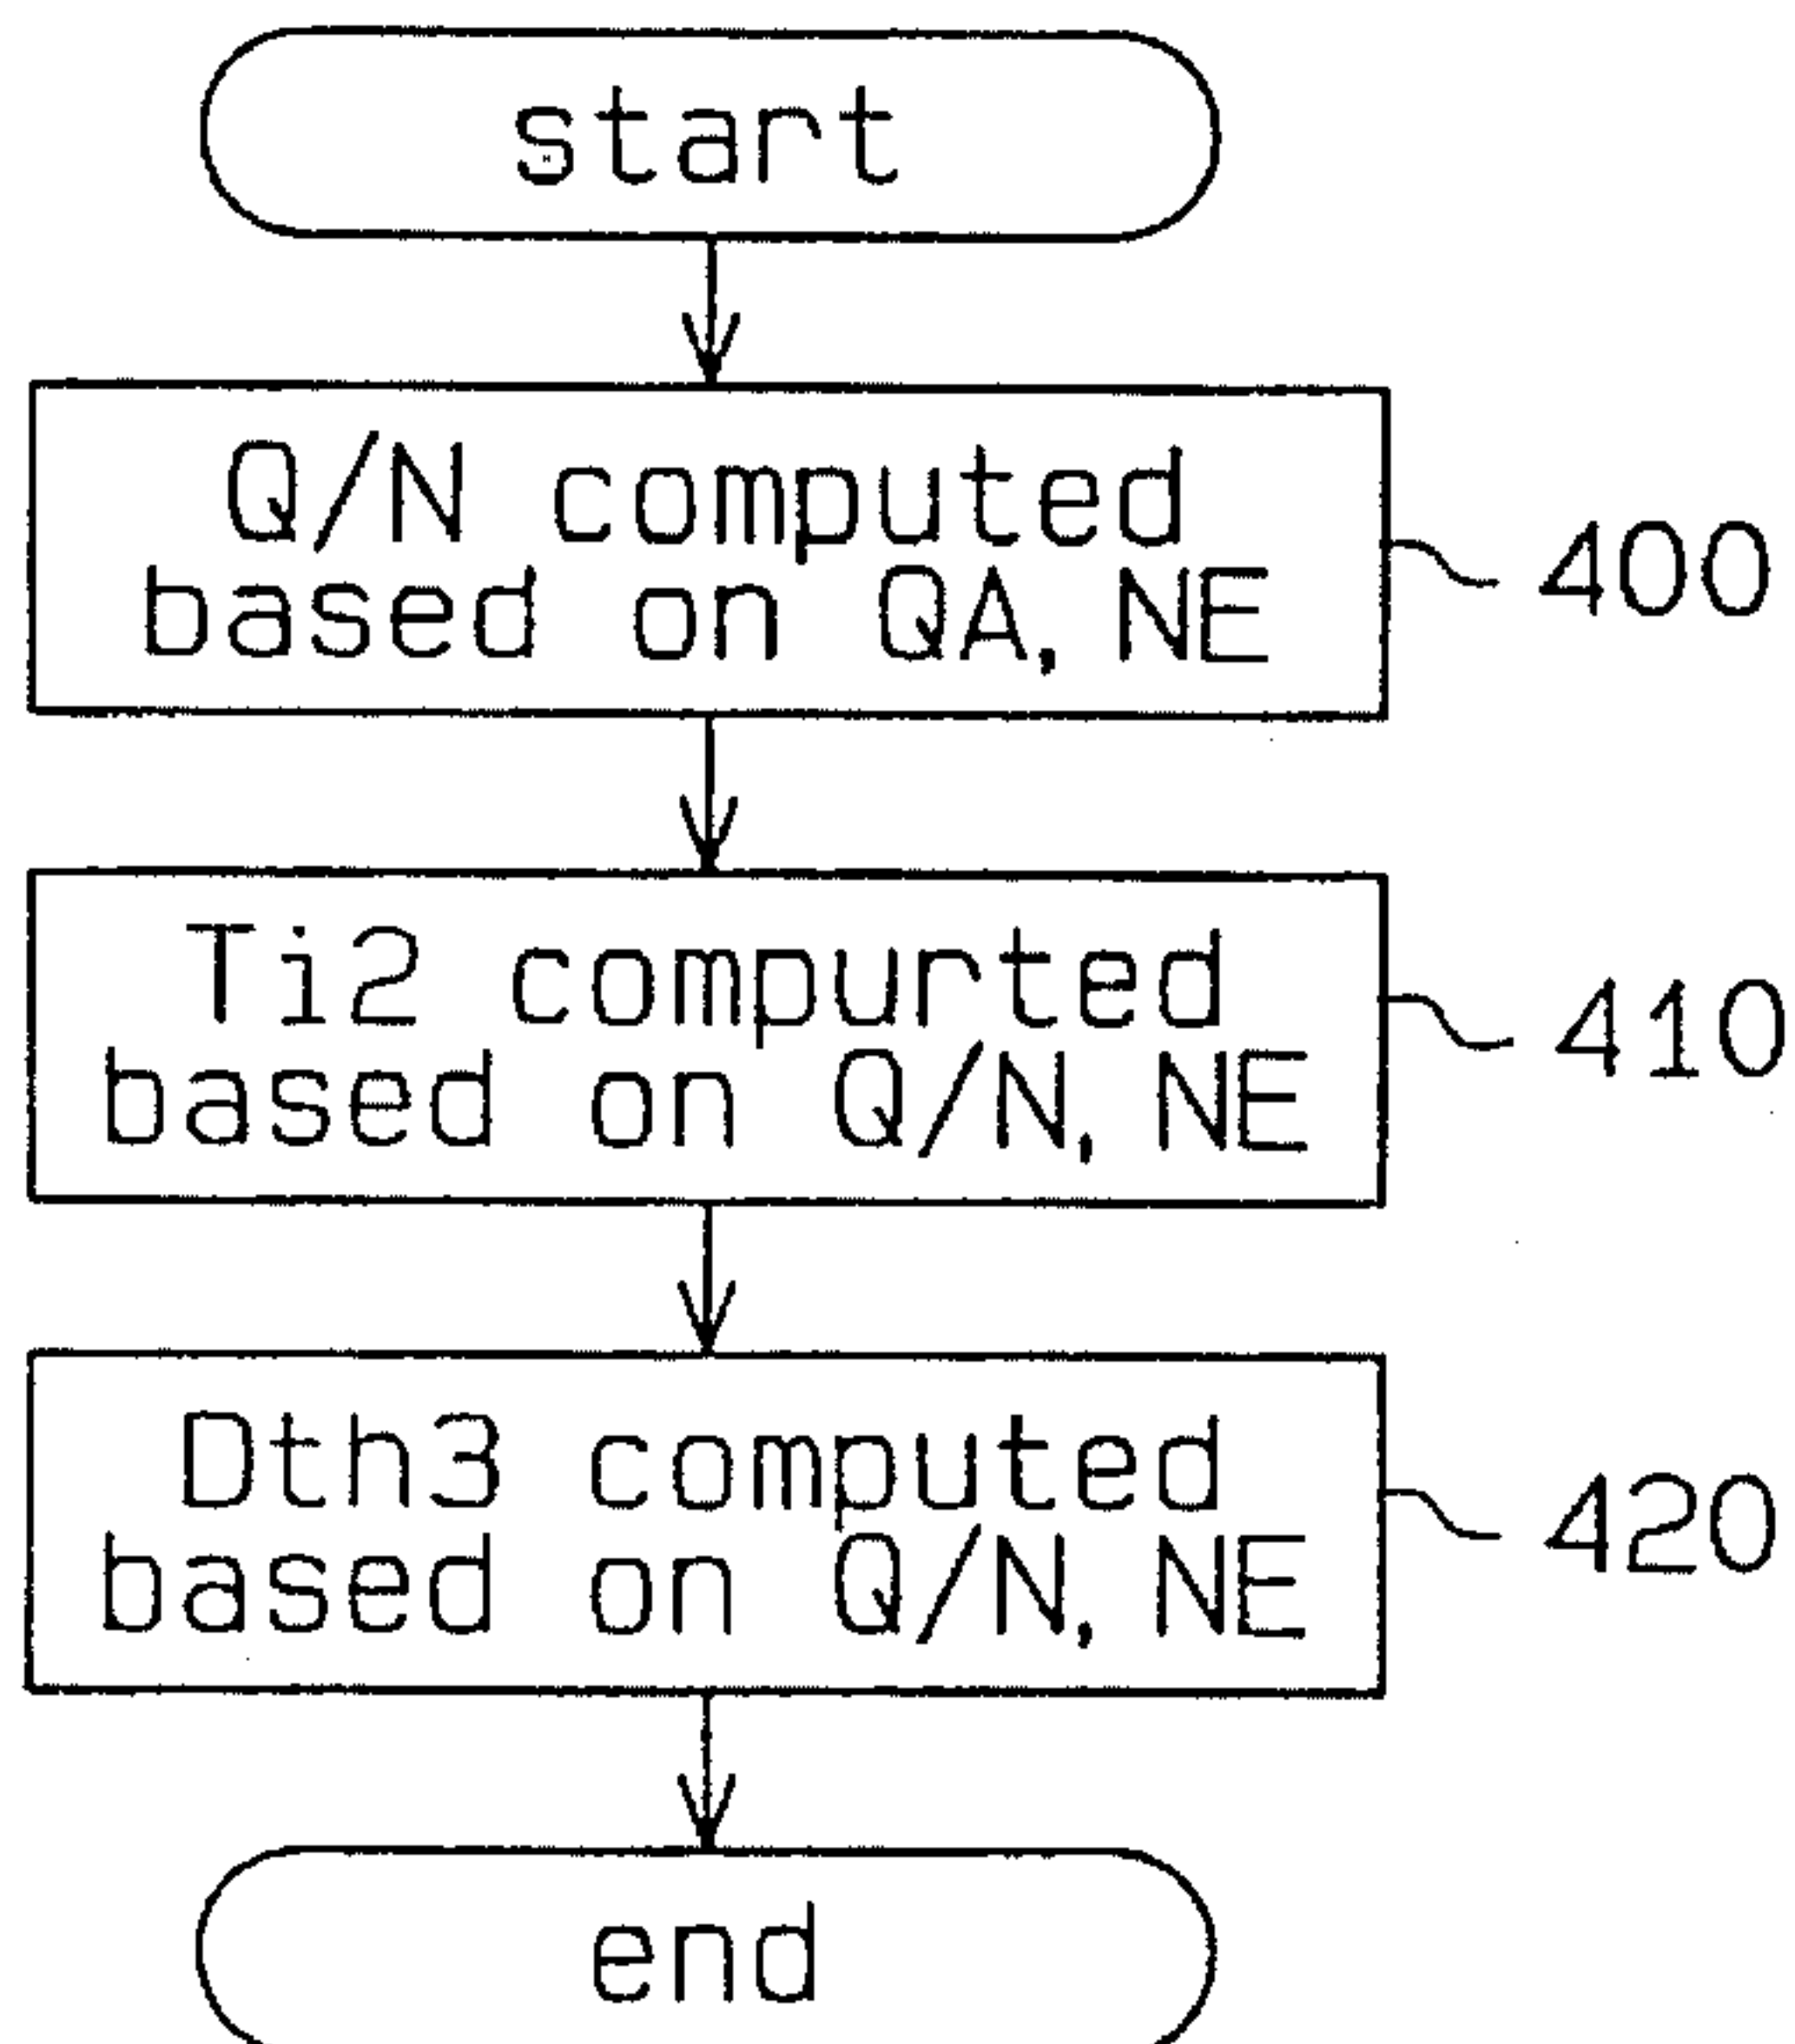 start
Q/N computed
based on QA, NE
400
Ti2 compurted
based on Q/N, NE
410
Dth3 computed
based on Q/N, NE
420
end